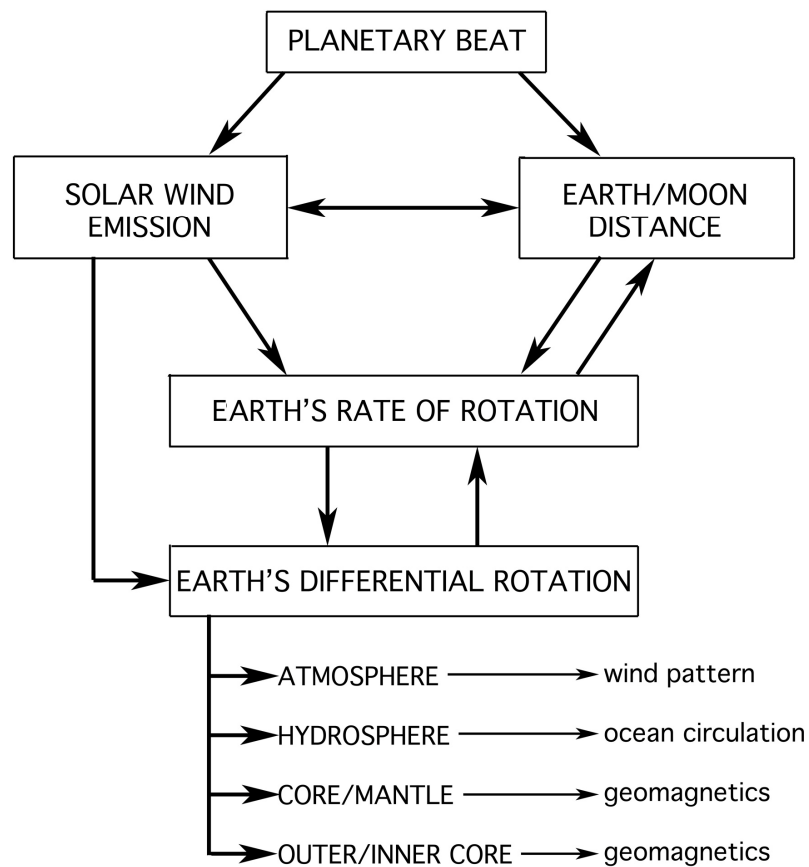 PLANETARY BEAT
SOLAR WIND
EMISSION
EARTH/MOON
DISTANCE
EARTH'S RATE OF ROTATION
EARTH'S DIFFERENTIAL ROTATION
ATMOSPHERE wind pattern
HYDROSPHERE ocean circulation
CORE/MANTLE geomagnetics
OUTER/INNER CORE geomagnetics